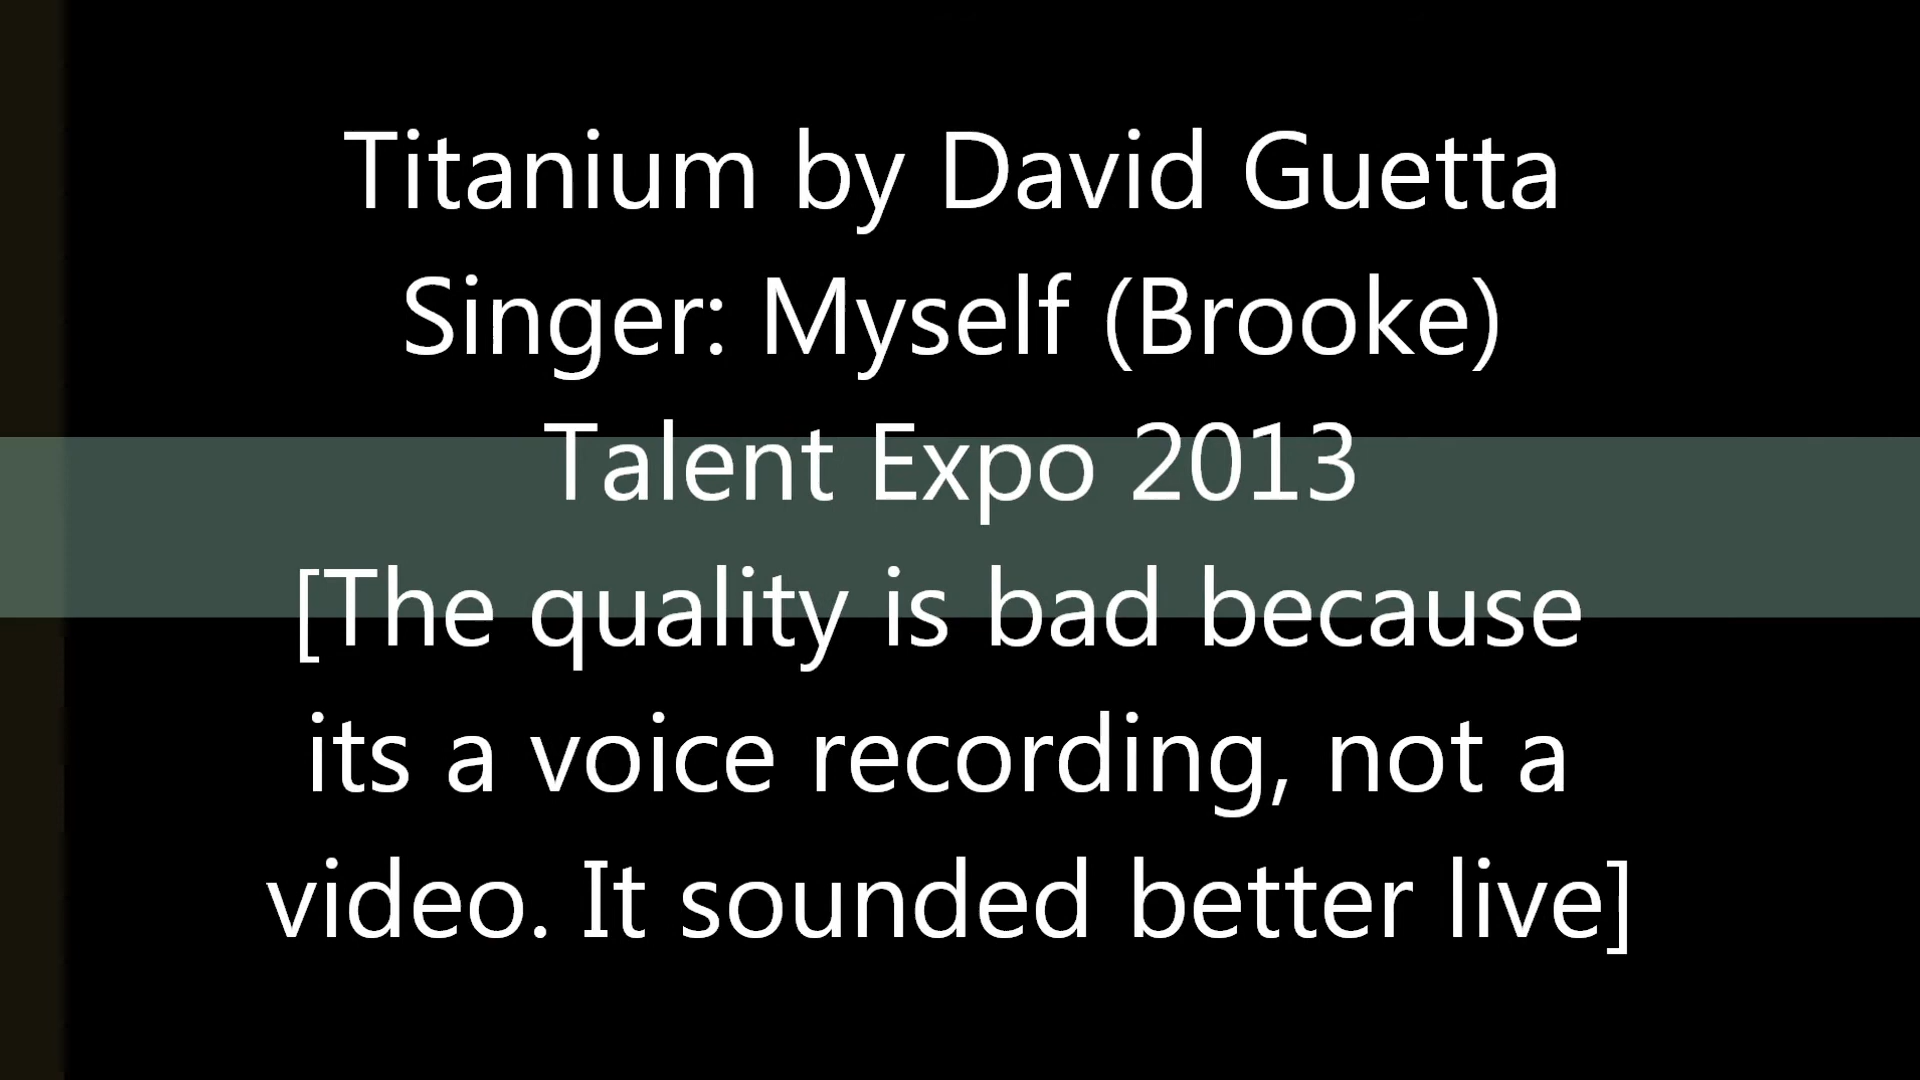 Titanium by David Guetta
Singer: Myself (Brooke)
Talent Expo 2013
[The quality is bad because
its a voice recording, not a
video. It sounded better live]